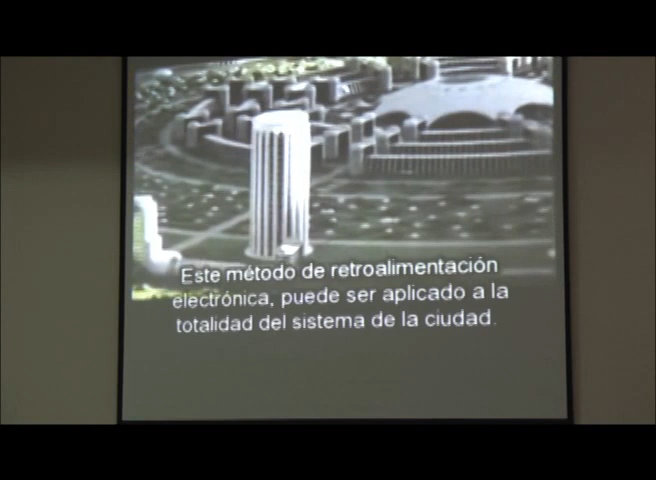 Este método de retroalimentación
electrónica, puede ser aplicado a la
totalidad del sistema de la ciudad.